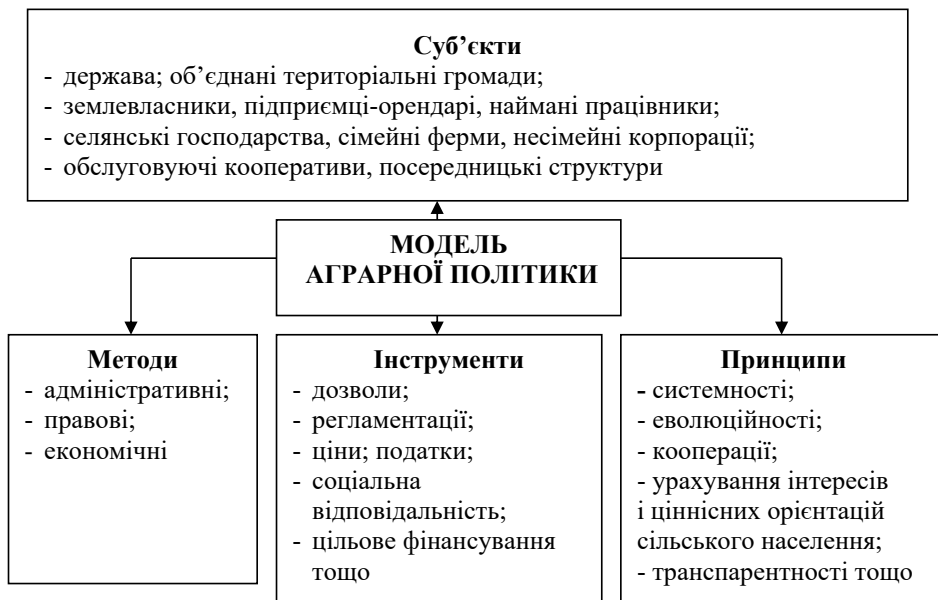 Суб’єкти
- держава; об’єднані територіальні громади;
- землевласники, підприємці-орендарі, наймані працівники;
- селянські господарства, сімейні ферми, несімейні корпорації;
- обслуговуючі кооперативи, посередницькі структури
МОДЕЛЬ
АГРАРНОЇ ПОЛІТИКИ
Методи
- адміністративні;
- правові;
- економічні
Інструменти
- дозволи;
- регламентації;
- ціни; податки;
- соціальна
відповідальність;
- цільове фінансування
тощо
Принципи
- системності;
- еволюційності;
- кооперації;
- урахування інтересів
і ціннісних орієнтацій
сільського населення;
- транспарентності тощо